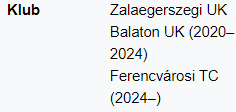 Klub Zalaegerszegi UK
Balaton UK (2020–
2024)
Ferencvárosi TC
(2024–)